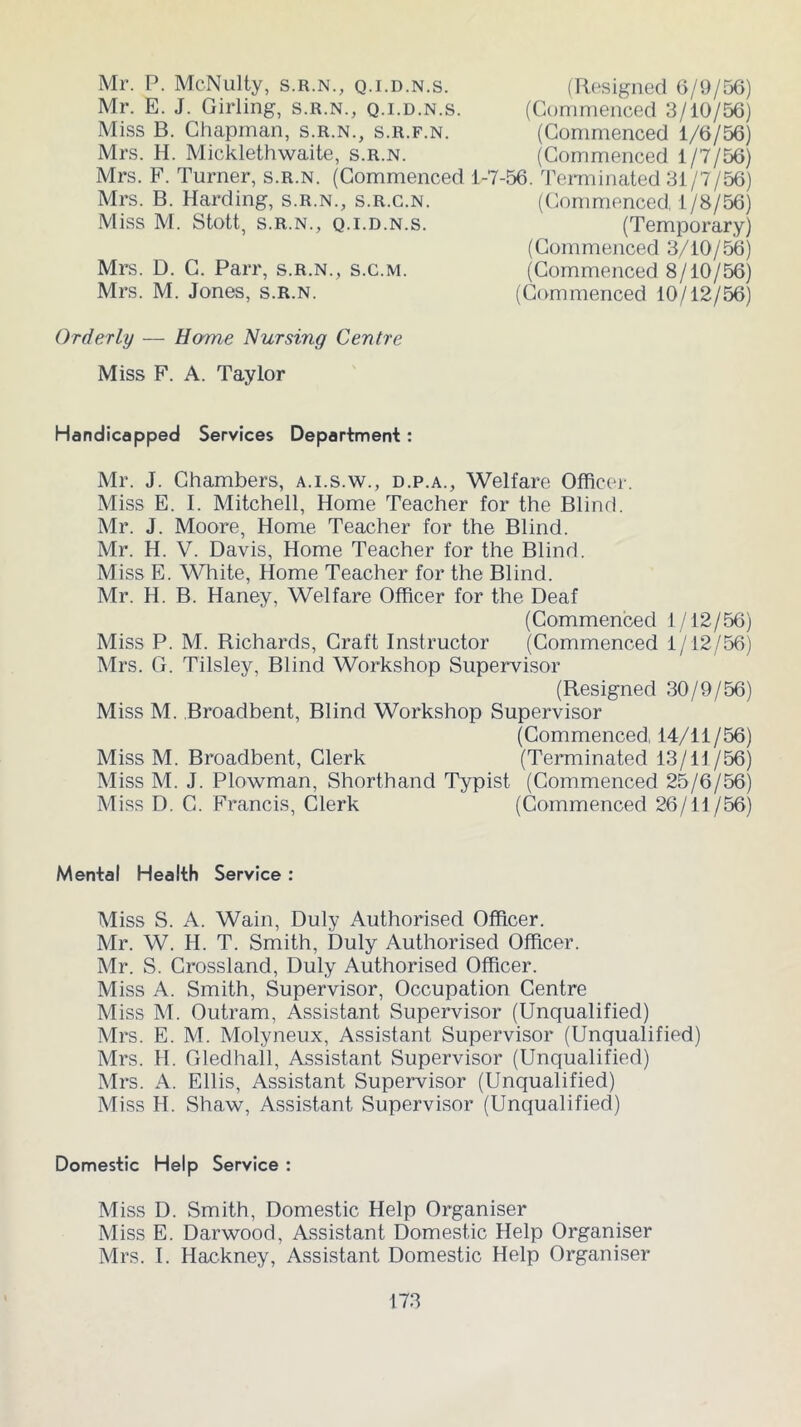 Mr. P. McNulty, S.R.N., Q.I.D.N.S. (Resigned 6/9/56)
Mr. E. J. Girling, S.R.N., Q.I.D.N.S. (Commenced 3/10/56)
Miss B. Chapman, S.R.N., S.R.F.N. (Commenced 1/6/56)
Mrs. H. Micklethwaite, S.R.N. (Commenced 1/7/56)
Mrs. F. Turner, S.R.N. (Commenced 1-7-56. Terminated 31/7/56)
Mrs. B. Harding, S.R.N., S.R.C.N. (Commenced, 1/8/56)
Miss M. Stott, S.R.N., Q.I.D.N.S. (Temporary)
(Commenced 3/10/56)
Mrs. D. C. Parr, S.R.N., S.C.M. (Commenced 8/10/56)
Mrs. M. Jones, S.R.N. (Commenced 10/12/56)
Orderly — Home Nursing Centre
Miss F. A. Taylor
Handicapped Services Department :
Mr. J. Chambers, A.I.S.W., D.P.A., Welfare Officer.
Miss E. I. Mitchell, Home Teacher for the Blind.
Mr. J. Moore, Home Teacher for the Blind.
Mr. H. V. Davis, Home Teacher for the Blind.
Miss E. White, Home Teacher for the Blind.
Mr. H. B. Haney, Welfare Officer for the Deaf
(Commenced 1/12/56)
Miss P. M. Richards, Craft Instructor (Commenced 1/12/56)
Mrs. G. Tilsley, Blind Workshop Supervisor
(Resigned 30/9/56)
Miss M. Broadbent, Blind Workshop Supervisor
(Commenced, 14/11/56)
Miss M. Broadbent, Clerk (Terminated 13/11/56)
Miss M. J. Plowman, Shorthand Typist (Commenced 25/6/56)
Miss D. C. Francis, Clerk (Commenced 26/11/56)
Mental Health Service :
Miss S. A. Wain, Duly Authorised Officer.
Mr. W. H. T. Smith, Duly Authorised Officer.
Mr. S. Crossland, Duly Authorised Officer.
Miss A. Smith, Supervisor, Occupation Centre
Miss M. Outram, Assistant Supervisor (Unqualified)
Mrs. E. M. Molyneux, Assistant Supervisor (Unqualified)
Mrs. H. Gledhall, Assistant Supervisor (Unqualified)
Mrs. A. Ellis, Assistant Supervisor (Unqualified)
Miss H. Shaw, Assistant Supervisor (Unqualified)
Domestic Help Service :
Miss D. Smith, Domestic Help Organiser
Miss E. Darwood, Assistant Domestic Help Organiser
Mrs. I. Hackney, Assistant Domestic Help Organiser
173